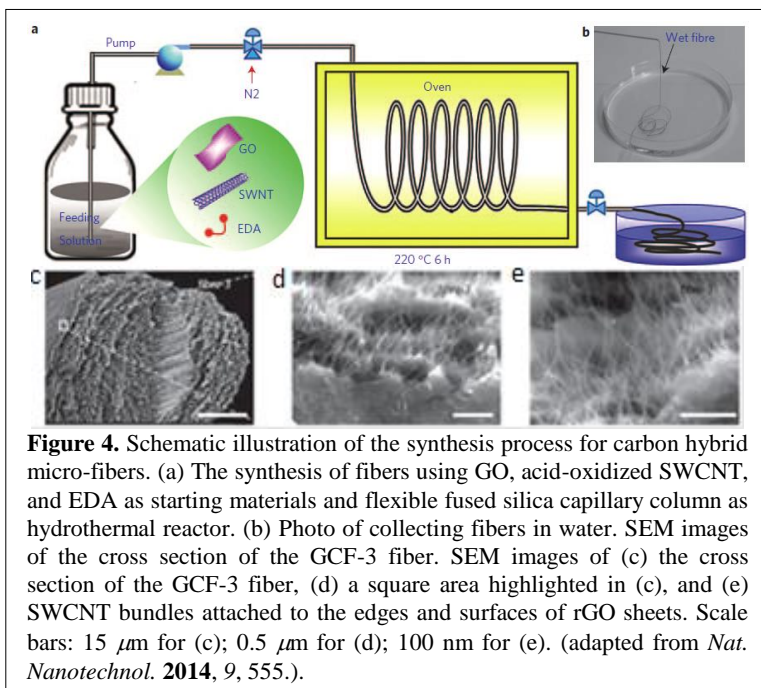 a
Pump
N2
b
Wet fibre
Oven
GO
SWNT
EDA
Feeding
Solution
220 °C 6 h
c
d
e
Figure 4. Schematic illustration of the synthesis process for carbon hybrid
micro-fibers. (a) The synthesis of fibers using GO, acid-oxidized SWCNT,
and EDA as starting materials and flexible fused silica capillary column as
hydrothermal reactor. (b) Photo of collecting fibers in water. SEM images
of the cross section of the GCF-3 fiber. SEM images of (c) the cross
section of the GCF-3 fiber, (d) a square area highlighted in (c), and (e)
SWCNT bundles attached to the edges and surfaces of rGO sheets. Scale
bars: 15 μm for (c); 0.5 μm for (d); 100 nm for (e). (adapted from Nat.
Nanotechnol. 2014, 9, 555.).